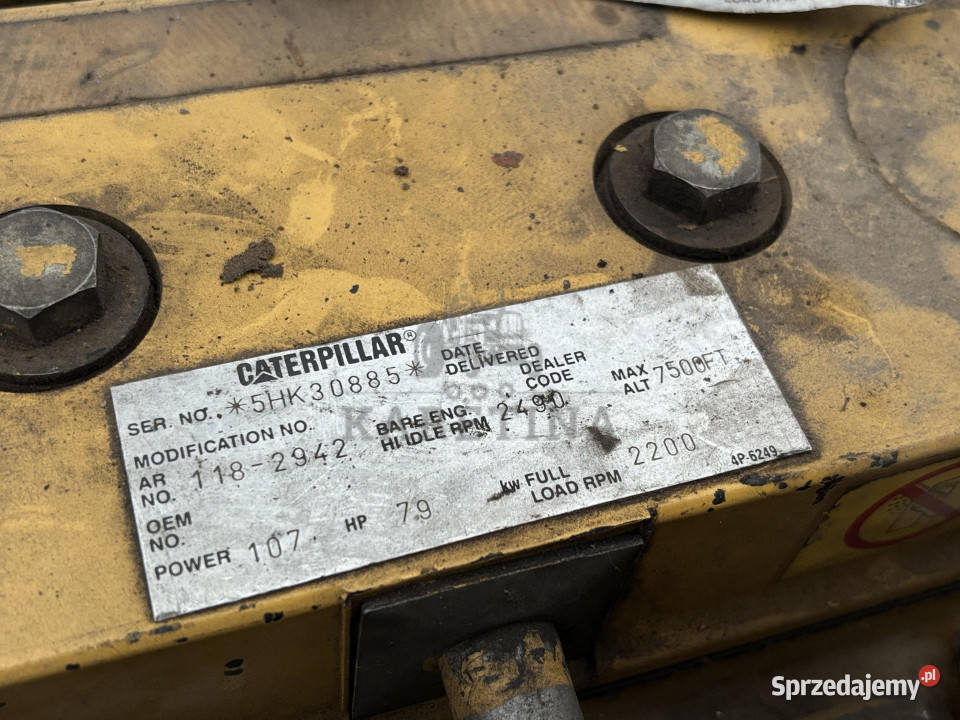 CATERPILLAR®
SER. NO. *5HK30885*
DATE DELIVERED
DEALER CODE
MODIFICATION NO.
AR NO. 118-2942
BARE ENG. HI IDLE RPM 2490
MAX ALT 7500FT
OEM NO.
POWER 107 HP 79 kw FULL LOAD RPM 2200
4P-6249
Sprzedajemy.pl